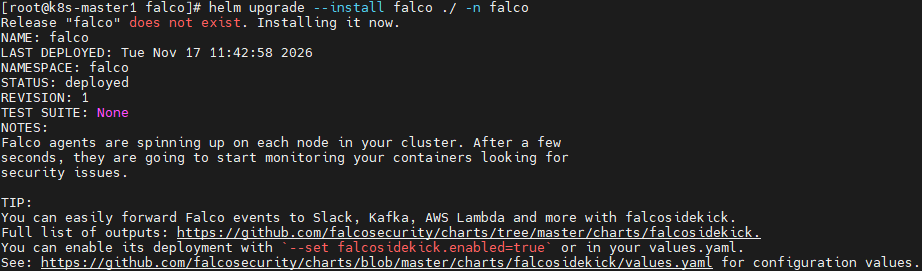 [root@k8s-master1 falco]# helm upgrade --install falco ./ -n falco
Release "falco" does not exist. Installing it now.
NAME: falco
LAST DEPLOYED: Tue Nov 17 11:42:58 2026
NAMESPACE: falco
STATUS: deployed
REVISION: 1
TEST SUITE: None
NOTES:
Falco agents are spinning up on each node in your cluster. After a few
seconds, they are going to start monitoring your containers looking for
security issues.

TIP:
You can easily forward Falco events to Slack, Kafka, AWS Lambda and more with falcosidekick.
Full list of outputs: https://github.com/falcosecurity/charts/tree/master/charts/falcosidekick.
You can enable its deployment with `--set falcosidekick.enabled=true` or in your values.yaml.
See: https://github.com/falcosecurity/charts/blob/master/charts/falcosidekick/values.yaml for configuration values.